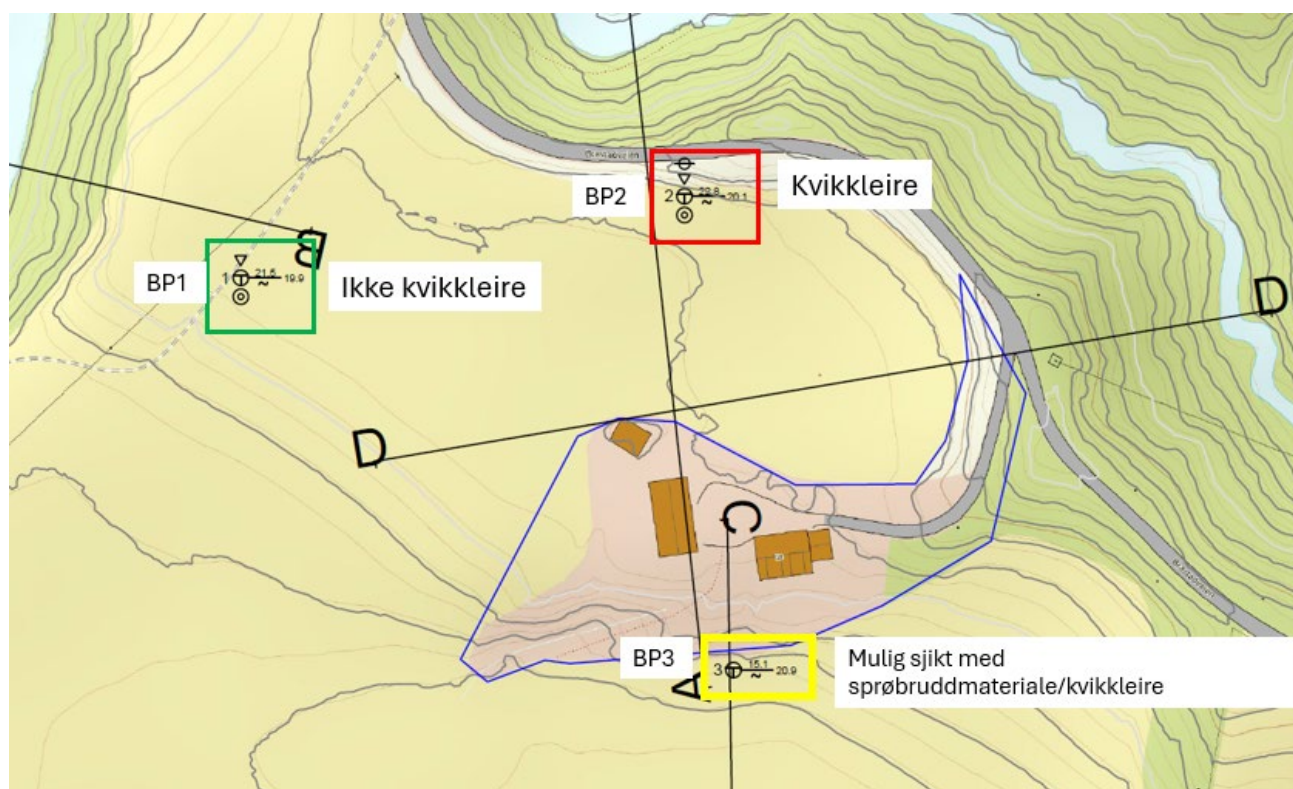 BP2
2
22.8
20.1
Kvikkleire
B
BP1
1
21.5
19.9
Ikke kvikkleire
D
D
C
BP3
3
15.1
20.9
A
Mulig sjikt med
sprøbruddmateriale/kvikkleire